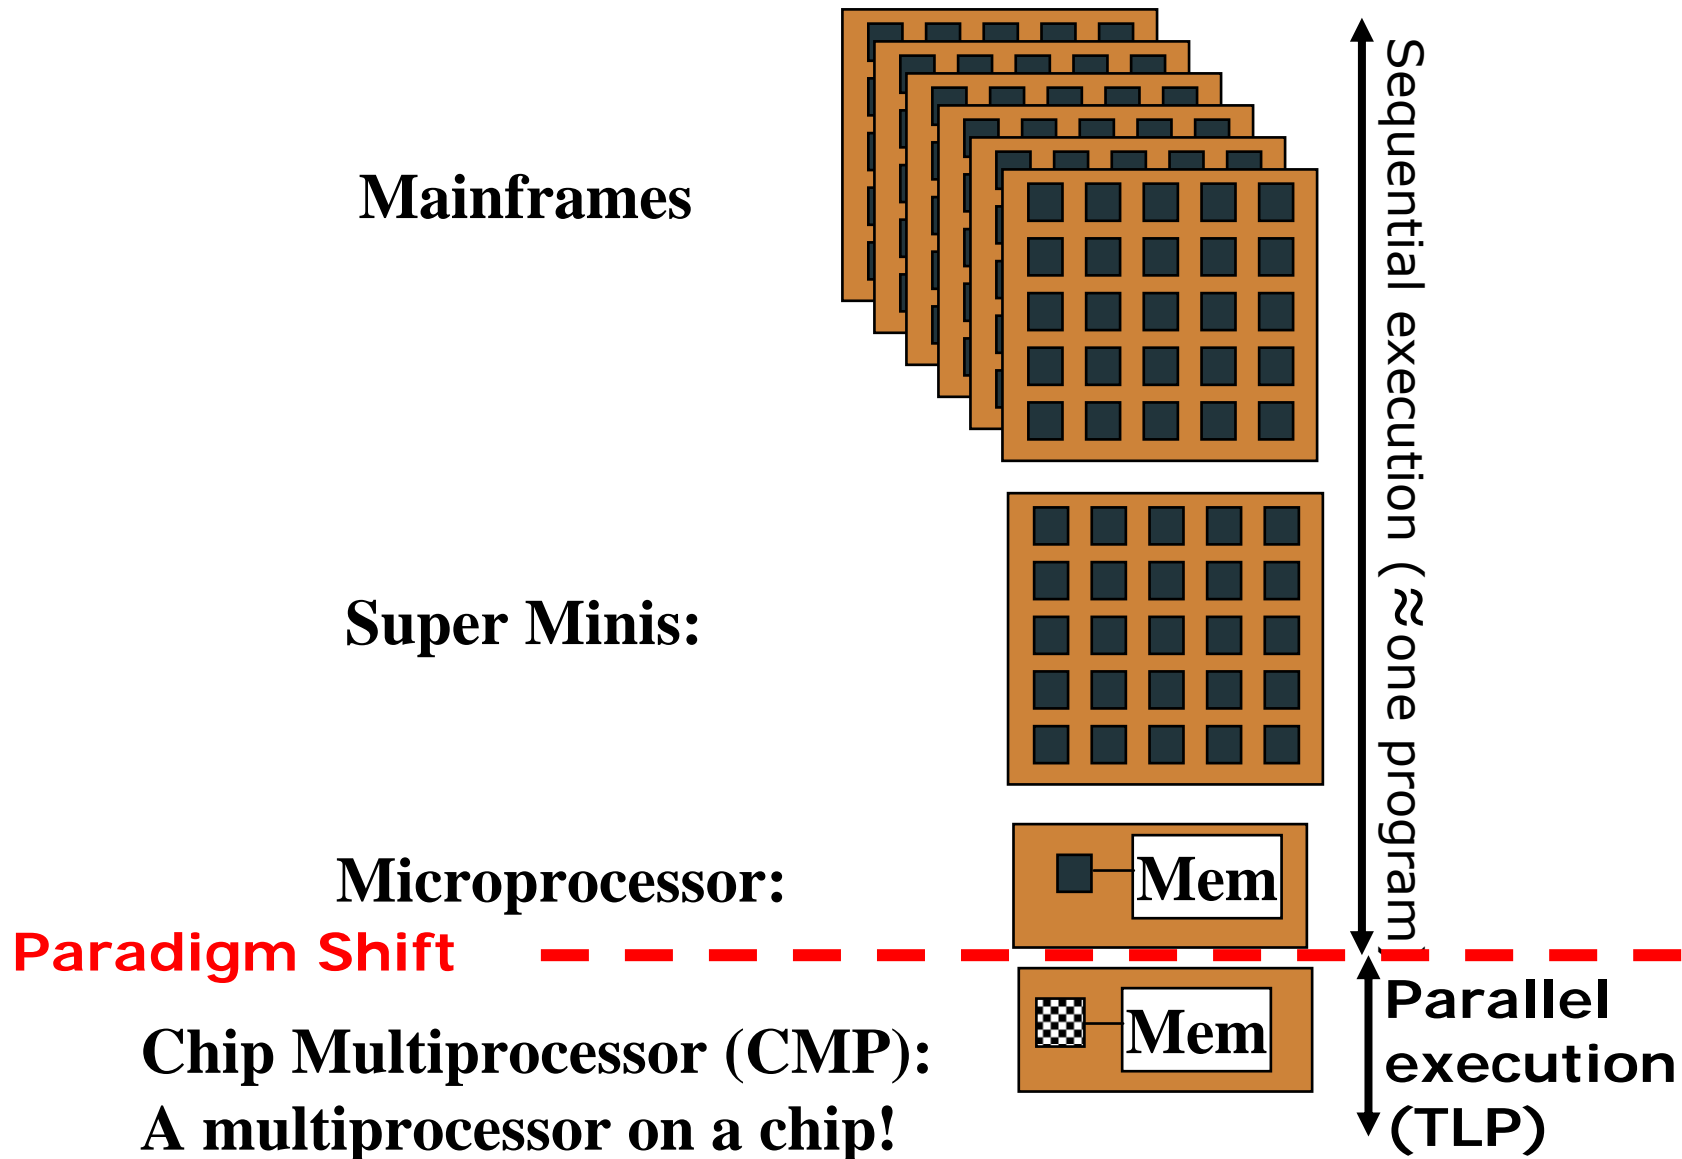 Mainframes
Sequential execution (≈one program)
Super Minis:
Microprocessor:
Mem
Paradigm Shift
Mem
Chip Multiprocessor (CMP):
A multiprocessor on a chip!
Parallel
execution
(TLP)